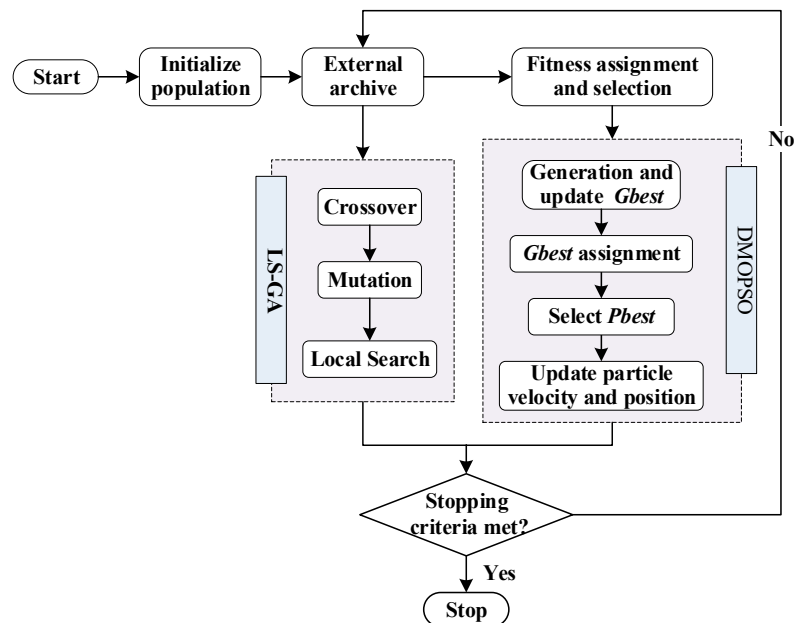 Start
Initialize
population
External
archive
Fitness assignment
and selection
No
LS-GA
Crossover
Mutation
Local Search
Generation and
update Gbest
Gbest assignment
Select Pbest
Update particle
velocity and position
DMOPSO
Stopping
criteria met?
Yes
Stop